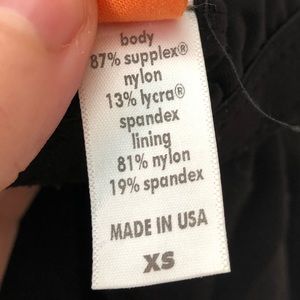 body
87% supplex®
nylon
13% lycra®
spandex
lining
81% nylon
19% spandex
MADE IN USA
XS